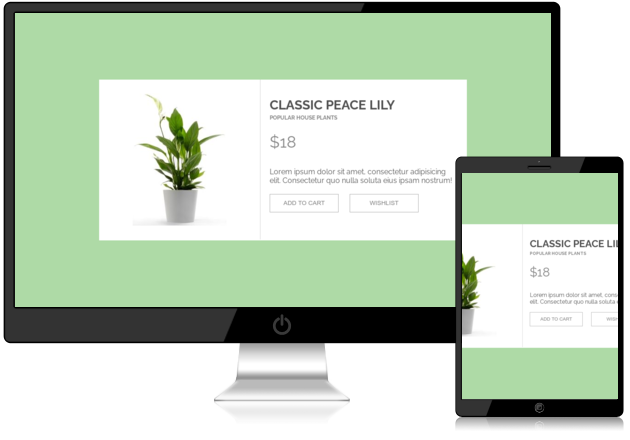 CLASSIC PEACE LILY
POPULAR HOUSE PLANTS
$18
Lorem ipsum dolor sit amet, consectetur adipisicing
elit. Consectetur quo nulla soluta eius ipsam nostrum!
ADD TO CART
WISHLIST
CLASSIC PEACE LI
POPULAR HOUSE PLANTS
$18
Lorem ipsum dolor sit amet, cons
elit. Consectetur quo nulla soluta
ADD TO CART
WISH